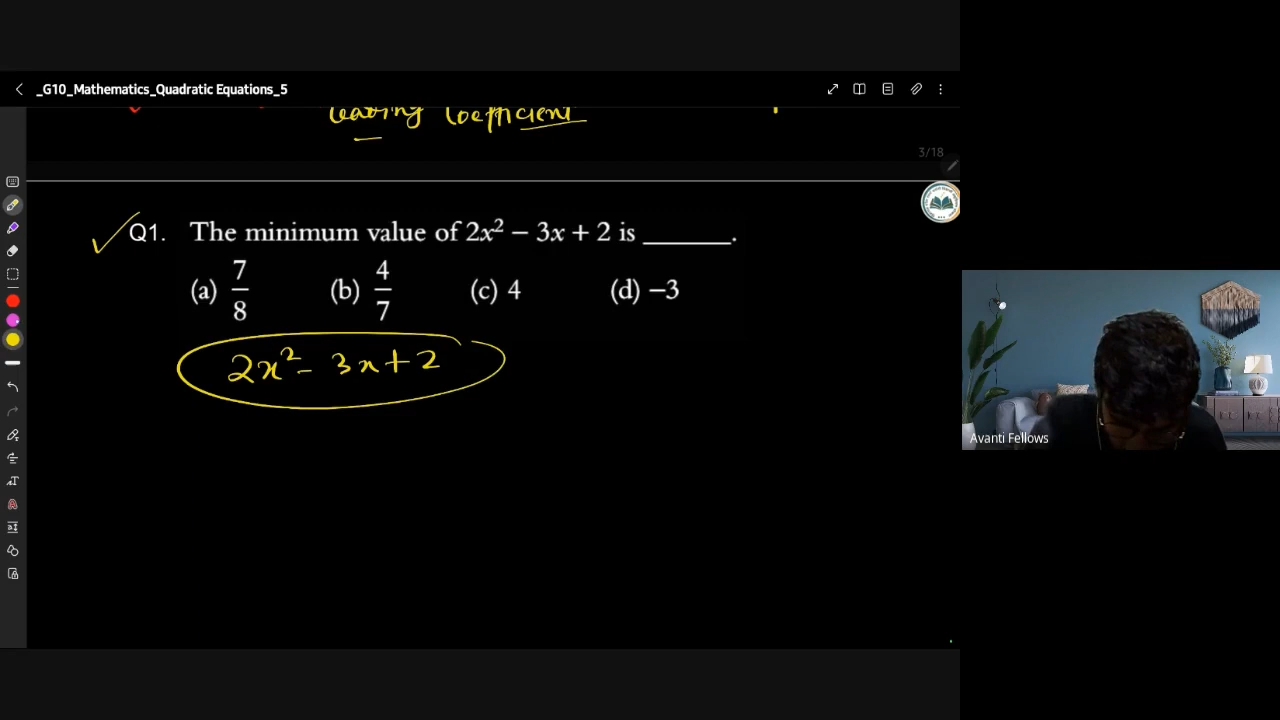 _G10_Mathematics_Quadratic Equations_5
leading Coefficient
3/18
Q1. The minimum value of 2x² − 3x + 2 is ______.
(a) 7/8 (b) 4/7 (c) 4 (d) −3
2x² − 3x + 2
Avanti Fellows